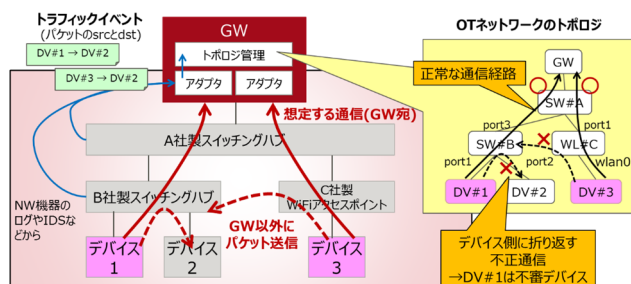 トラフィックイベント
(パケットのsrcとdst)
DV#1 → DV#2
DV#3 → DV#2
GW
トポロジ管理
アダプタ
アダプタ
想定する通信(GW宛)
A社製スイッチングハブ
B社製スイッチングハブ
C社製
WiFiアクセスポイント
NW機器の
ログやIDSな
どから
GW以外に
パケット送信
デバイス
1
デバイス
2
デバイス
3
OTネットワークのトポロジ
正常な通信経路
GW
SW#A
port3
port1
SW#B
WL#C
port1
port2
wlan0
DV#1
DV#2
DV#3
デバイス側に折り返す
不正通信
→DV#1は不審デバイス